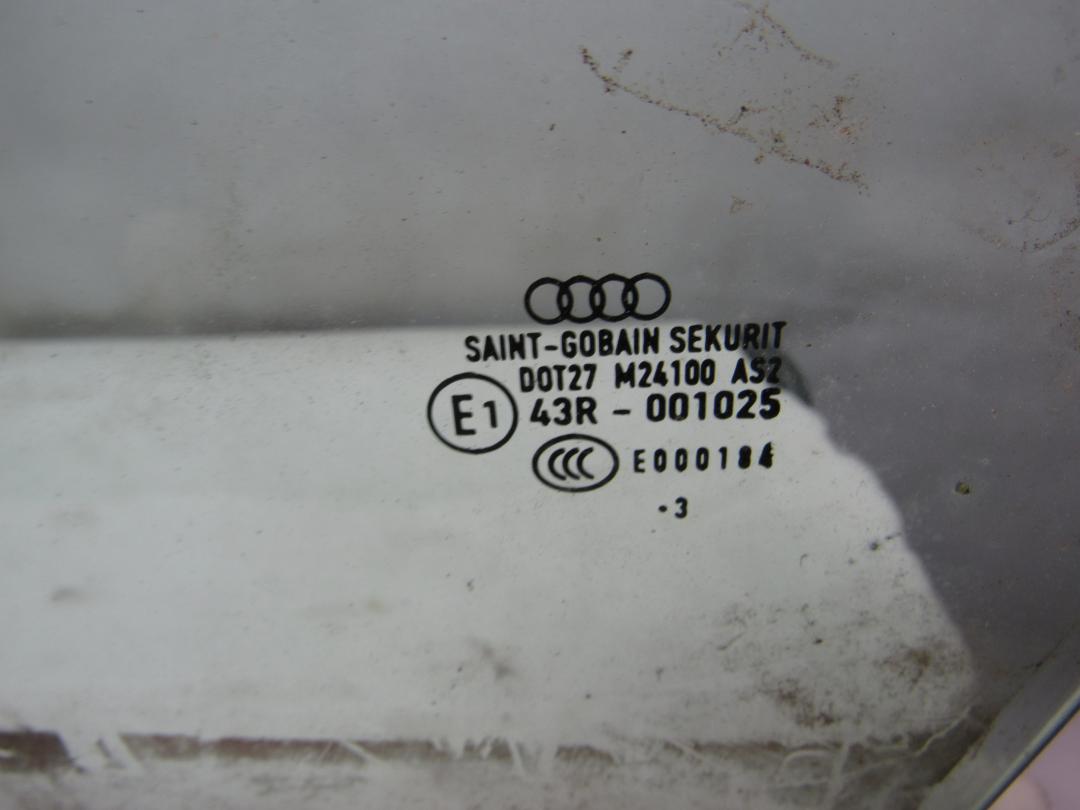 SAINT-GOBAIN SEKURIT
DOT27 M24100 AS2
E1 43R - 001025
CCC E000184
·3